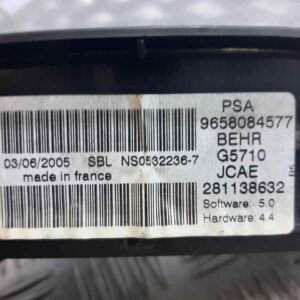 PSA
9658084577
BEHR
G5710
JCAE
281138632
Software: 5.0
Hardware: 4.4
03/06/2005 SBL NS0532236-7
made in france